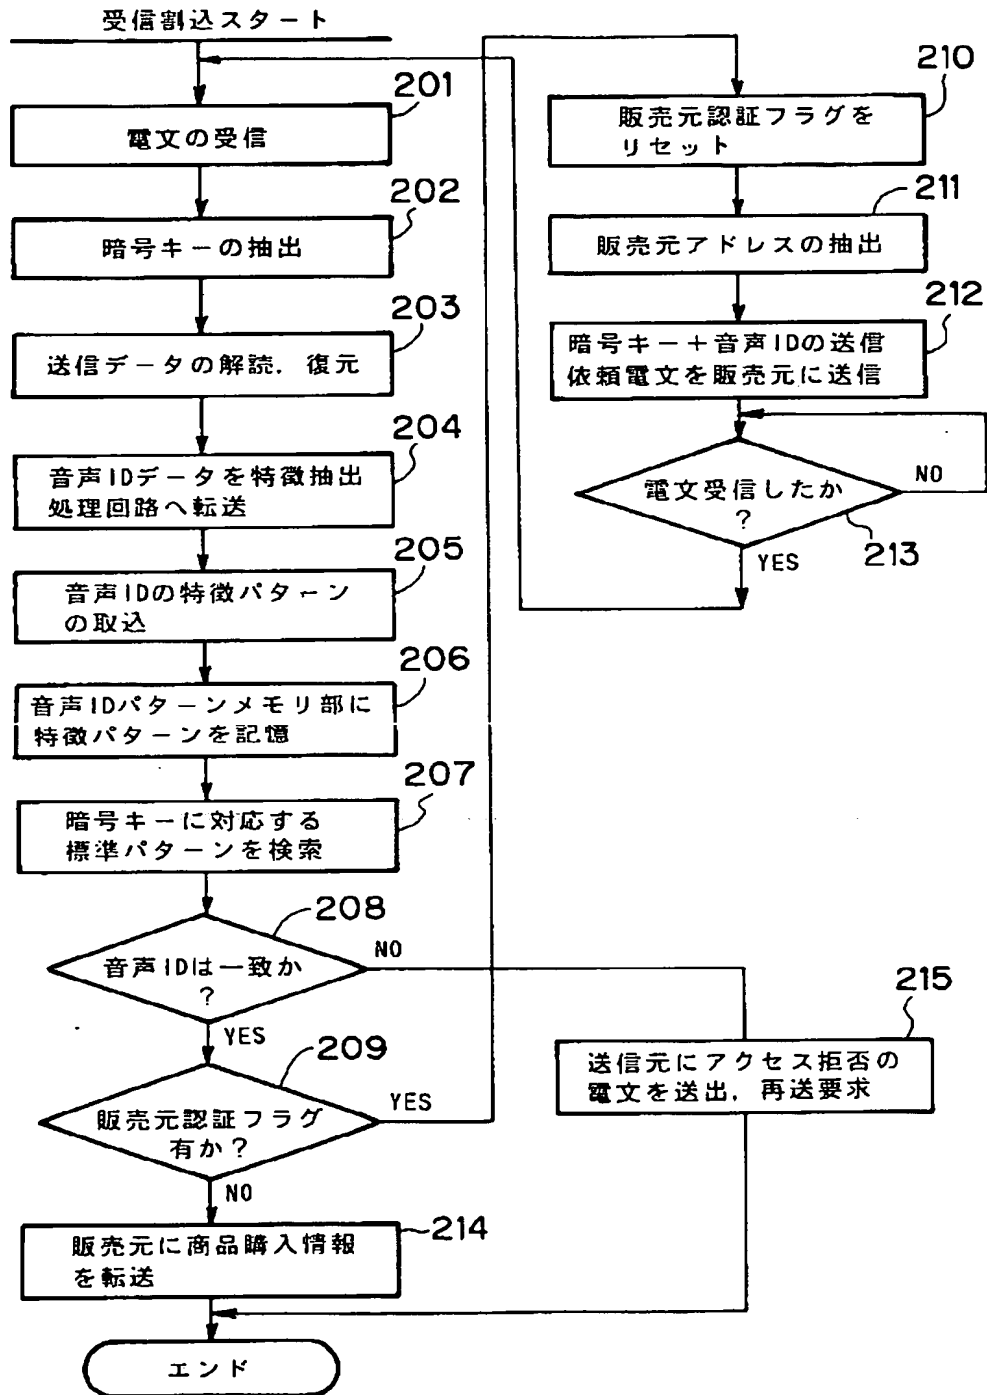 受信割込スタート
201
電文の受信
202
暗号キーの抽出
203
送信データの解読，復元
204
音声IDデータを特徴抽出
処理回路へ転送
205
音声IDの特徴パターン
の取込
206
音声IDパターンメモリ部に
特徴パターンを記憶
207
暗号キーに対応する
標準パターンを検索
208
音声IDは一致か
?
NO
YES
209
販売元認証フラグ
有か?
YES
NO
214
販売元に商品購入情報
を転送
エンド
210
販売元認証フラグを
リセット
211
販売元アドレスの抽出
212
暗号キー+音声IDの送信
依頼電文を販売元に送信
電文受信したか
?
NO
213
YES
215
送信元にアクセス拒否の
電文を送出，再送要求